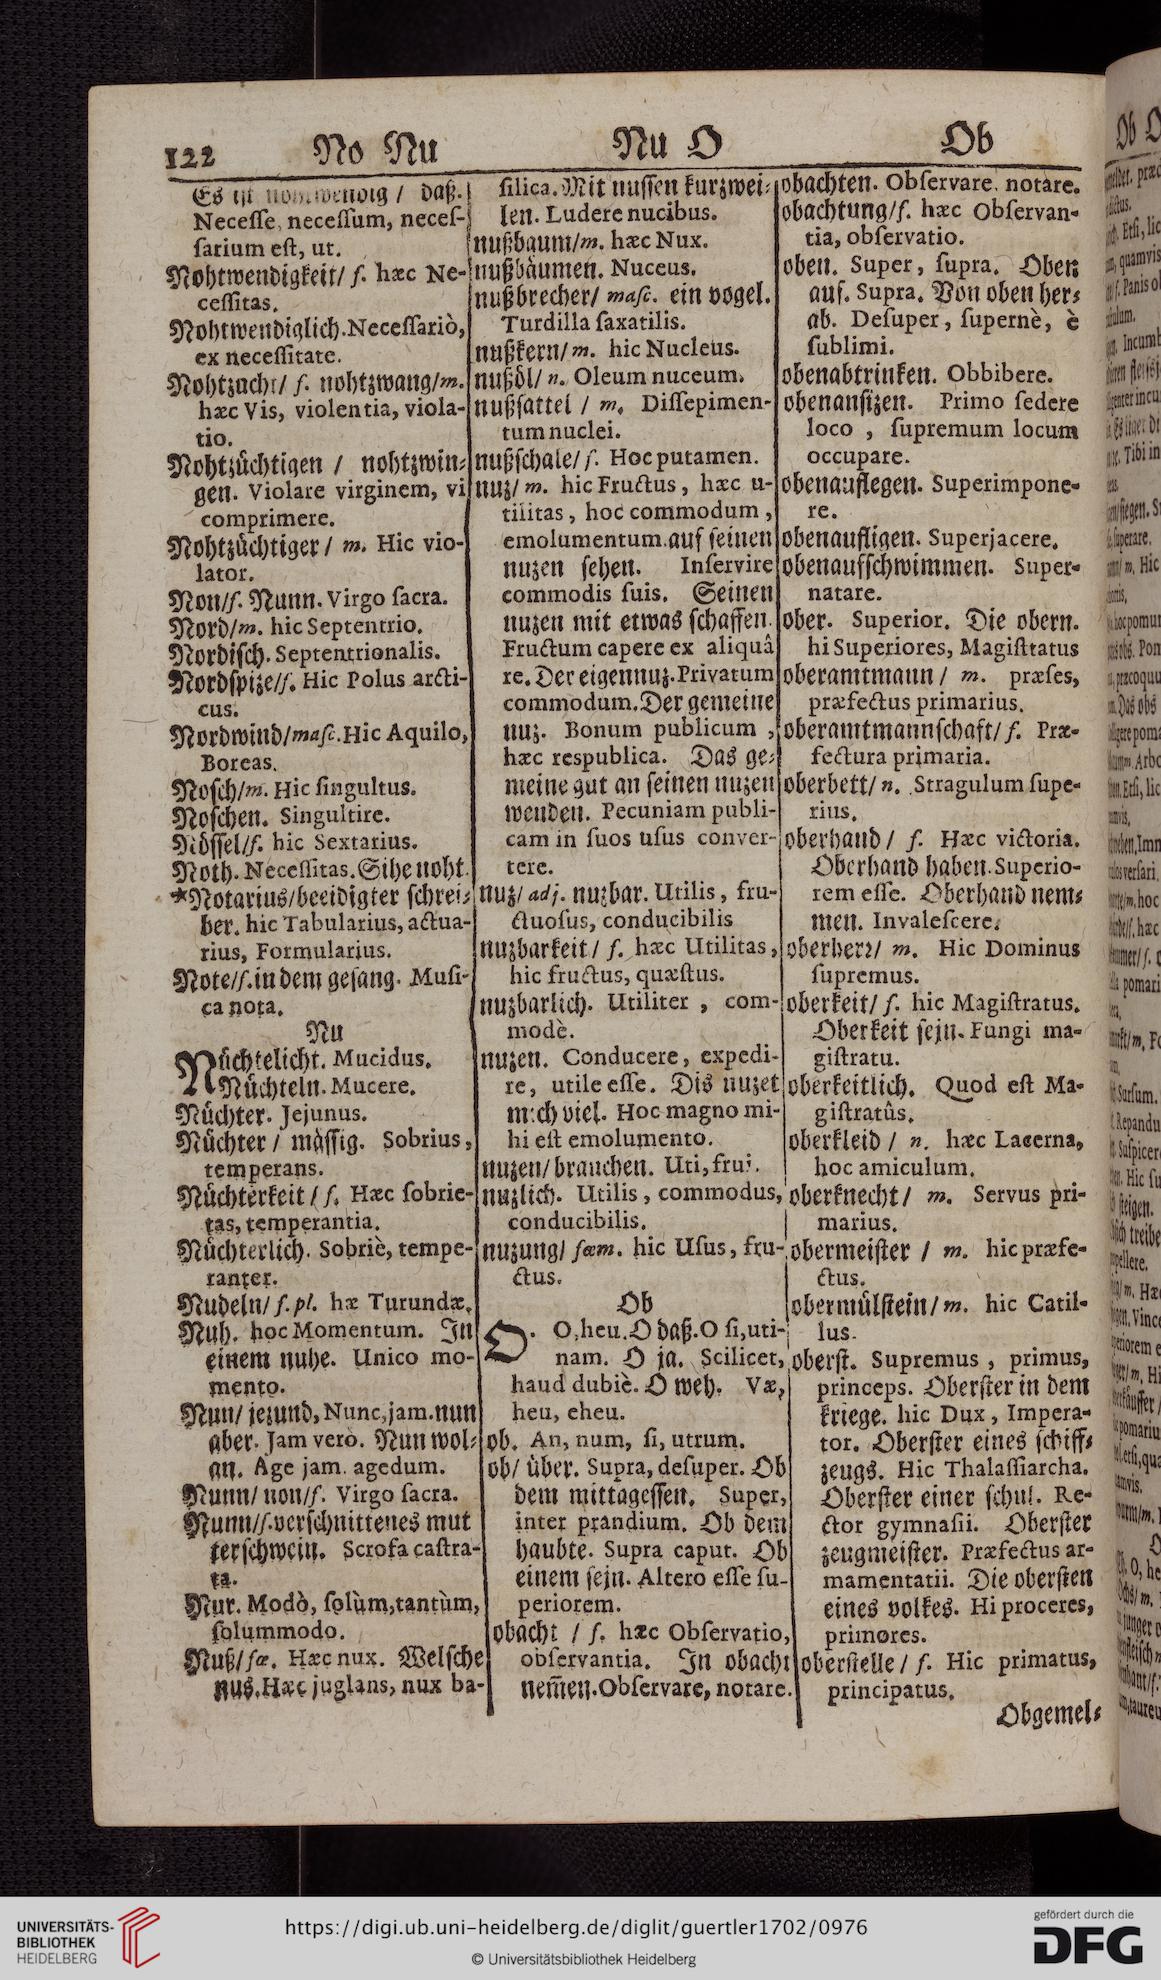 122 No Nu Nu O Ob
Es ist nohtwendig / daß.
Necesse, necessum, neces-
sarium est, ut.
Nohtwendigkeit/ f. hæc Ne-
cessitas.
Nohtwendiglich. Necessariò,
ex necessitate.
Nohtzucht/ f. nohtzwang/m.
hæc Vis, violentia, viola-
tio.
Nohtzüchtigen / nohtzwin-
gen. Violare virginem, vi
comprimere.
Nohtzüchtiger / m. Hic vio-
lator.
Non/f. Nunn. Virgo sacra.
Nord/m. hic Septentrio.
Nordisch. Septentrionalis.
Nordspize/f. Hic Polus arcti-
cus.
Nordwind/masc. Hic Aquilo,
Boreas.
Nosch/m. Hic singultus.
Noschen. Singultire.
Nössel/f. hic Sextarius.
Noth. Necessitas. Sihe noht.
*Notarius/beeidigter schrei-
ber. hic Tabularius, actua-
rius, Formularius.
Note/f. in dem gesang. Musi-
ca nota.
Nu
Nüchtelicht. Mucidus.
Nüchteln. Mucere.
Nüchter. Jejunus.
Nüchter / mässig. Sobrius,
temperans.
Nüchterkeit / f. Hæc sobrie-
tas, temperantia.
Nüchterlich. Sobriè, tempe-
ranter.
Nudeln/ f. pl. hæ Turundæ.
Nuh. hoc Momentum. In
einem nuhe. Unico mo-
mento.
Nun/ jezund, Nunc, jam. nun
aber. Jam verò. Nun wol-
an. Age jam. agedum.
Nunn/ non/f. Virgo sacra.
Nunn/f. verschnittenes mut
terschwein. Scrofa castra-
ta.
Nur. Modò, solùm, tantùm,
solummodo.
Nuß/ fœ. Hæc nux. Welsche
nus. Hæc juglans, nux ba-
silica. Mit nussen kurzwei-
len. Ludere nucibus.
nußbaum/m. hæc Nux.
nußbäumen. Nuceus.
nußbrecher/ masc. ein vogel.
Turdilla saxatilis.
nußkern/m. hic Nucleus.
nußöl/ n. Oleum nuceum.
nußsattel / m. Dissepimen-
tum nuclei.
nußschale/ f. Hoc putamen.
nuz/ m. hic Fructus, hæc u-
tilitas, hoc commodum,
emolumentum. auf seinen
nuzen sehen. Inservire
commodis suis. Seinen
nuzen mit etwas schaffen.
Fructum capere ex aliquâ
re. Der eigennuz. Privatum
commodum. Der gemeine
nuz. Bonum publicum,
hæc respublica. Das ge-
meine gut an seinen nuzen
wenden. Pecuniam publi-
cam in suos usus conver-
tere.
nuz/ adj. nuzbar. Utilis, fru-
ctuosus, conducibilis
nuzbarkeit/ f. hæc Utilitas,
hic fructus, quæstus.
nuzbarlich. Utiliter, com-
modè.
nuzen. Conducere, expedi-
re, utile esse. Dis nuzet
mich viel. Hoc magno mi-
hi est emolumento.
nuzen/ brauchen. Uti, frui.
nuzlich. Utilis, commodus,
conducibilis.
nuzung/ fæm. hic Usus, fru-
ctus.
Ob
O. O, heu. O daß. O si, uti-
nam. O ja. Scilicet,
haud dubiè. O weh. Væ,
heu, eheu.
ob. An, num, si, utrum.
ob/ über. Supra, desuper. Ob
dem mittagessen. Super,
inter prandium. Ob dem
haubte. Supra caput. Ob
einem sejn. Altero esse su-
periorem.
obacht / f. hæc Observatio,
observantia. In obacht
nem̃en. Observare, notare.
obachten. Observare, notare.
obachtung/f. hæc Observan-
tia, observatio.
oben. Super, supra. Oben
auf. Supra. Von oben her-
ab. Desuper, supernè, è
sublimi.
obenabtrinken. Obbibere.
obenansizen. Primo sedere
loco, supremum locum
occupare.
obenauflegen. Superimpone-
re.
obenaufligen. Superjacere.
obenaufschwimmen. Super-
natare.
ober. Superior. Die obern.
hi Superiores, Magistratus
oberamtmann / m. præses,
præfectus primarius.
oberamtmannschaft/ f. Præ-
fectura primaria.
oberbett/ n. Stragulum supe-
rius.
oberhand / f. Hæc victoria.
Oberhand haben. Superio-
rem esse. Oberhand nem-
men. Invalescere.
oberherr/ m. Hic Dominus
supremus.
oberkeit/ f. hic Magistratus.
Oberkeit sejn. Fungi ma-
gistratu.
oberkeitlich. Quod est Ma-
gistratûs.
oberkleid / n. hæc Lacerna,
hoc amiculum.
oberknecht / m. Servus pri-
marius.
obermeister / m. hic præfe-
ctus.
obermülstein/m. hic Catil-
lus.
oberst. Supremus, primus,
princeps. Oberster in dem
kriege. hic Dux, Impera-
tor. Oberster eines schiff-
zeugs. Hic Thalassiarcha.
Oberster einer schul. Re-
ctor gymnasii. Oberster
zeugmeister. Præfectus ar-
mamentatii. Die obersten
eines volkes. Hi proceres,
primores.
oberstelle / f. Hic primatus,
principatus.
Obgemel-
UNIVERSITÄTS-
BIBLIOTHEK
HEIDELBERG
https://digi.ub.uni-heidelberg.de/diglit/guertler1702/0976
© Universitätsbibliothek Heidelberg
gefördert durch die
DFG